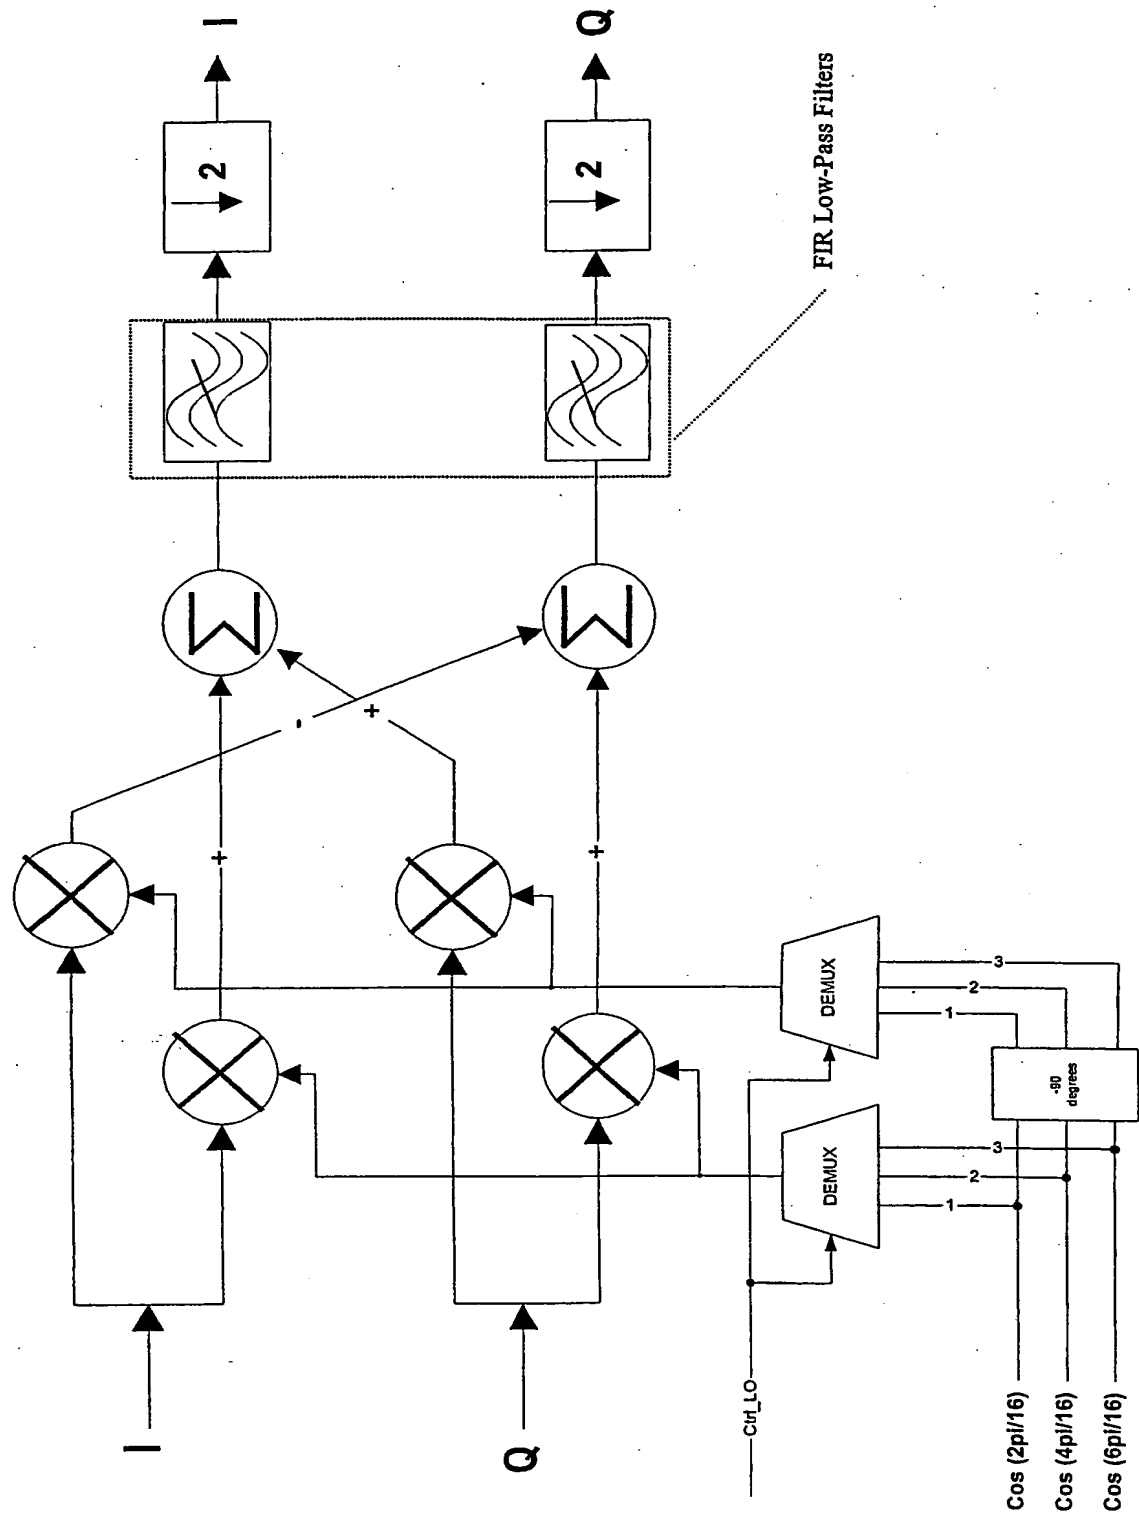 I
+
Σ
2
I
-
+
Q
+
Σ
2
Q
Ctrl_LO
FIR Low-Pass Filters
DEMUX
DEMUX
1
2
3
1
2
3
-90
degrees
Cos (2pi/16)
Cos (4pi/16)
Cos (6pi/16)